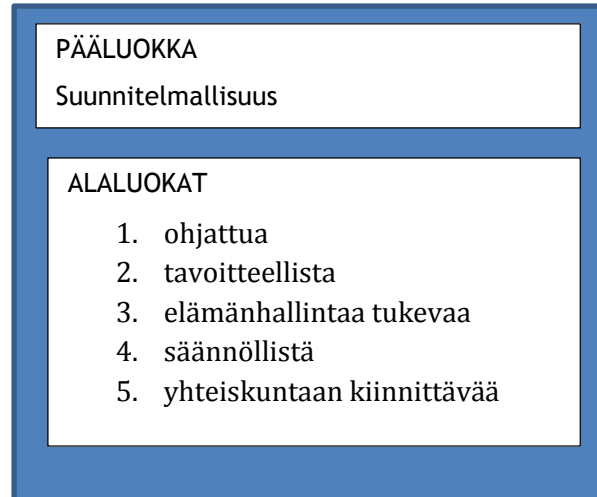 PÄÄLUOKKA
Suunnitelmallisuus
ALALUOKAT
1. ohjattua
2. tavoitteellista
3. elämänhallintaa tukevaa
4. säännöllistä
5. yhteiskuntaan kiinnittävää